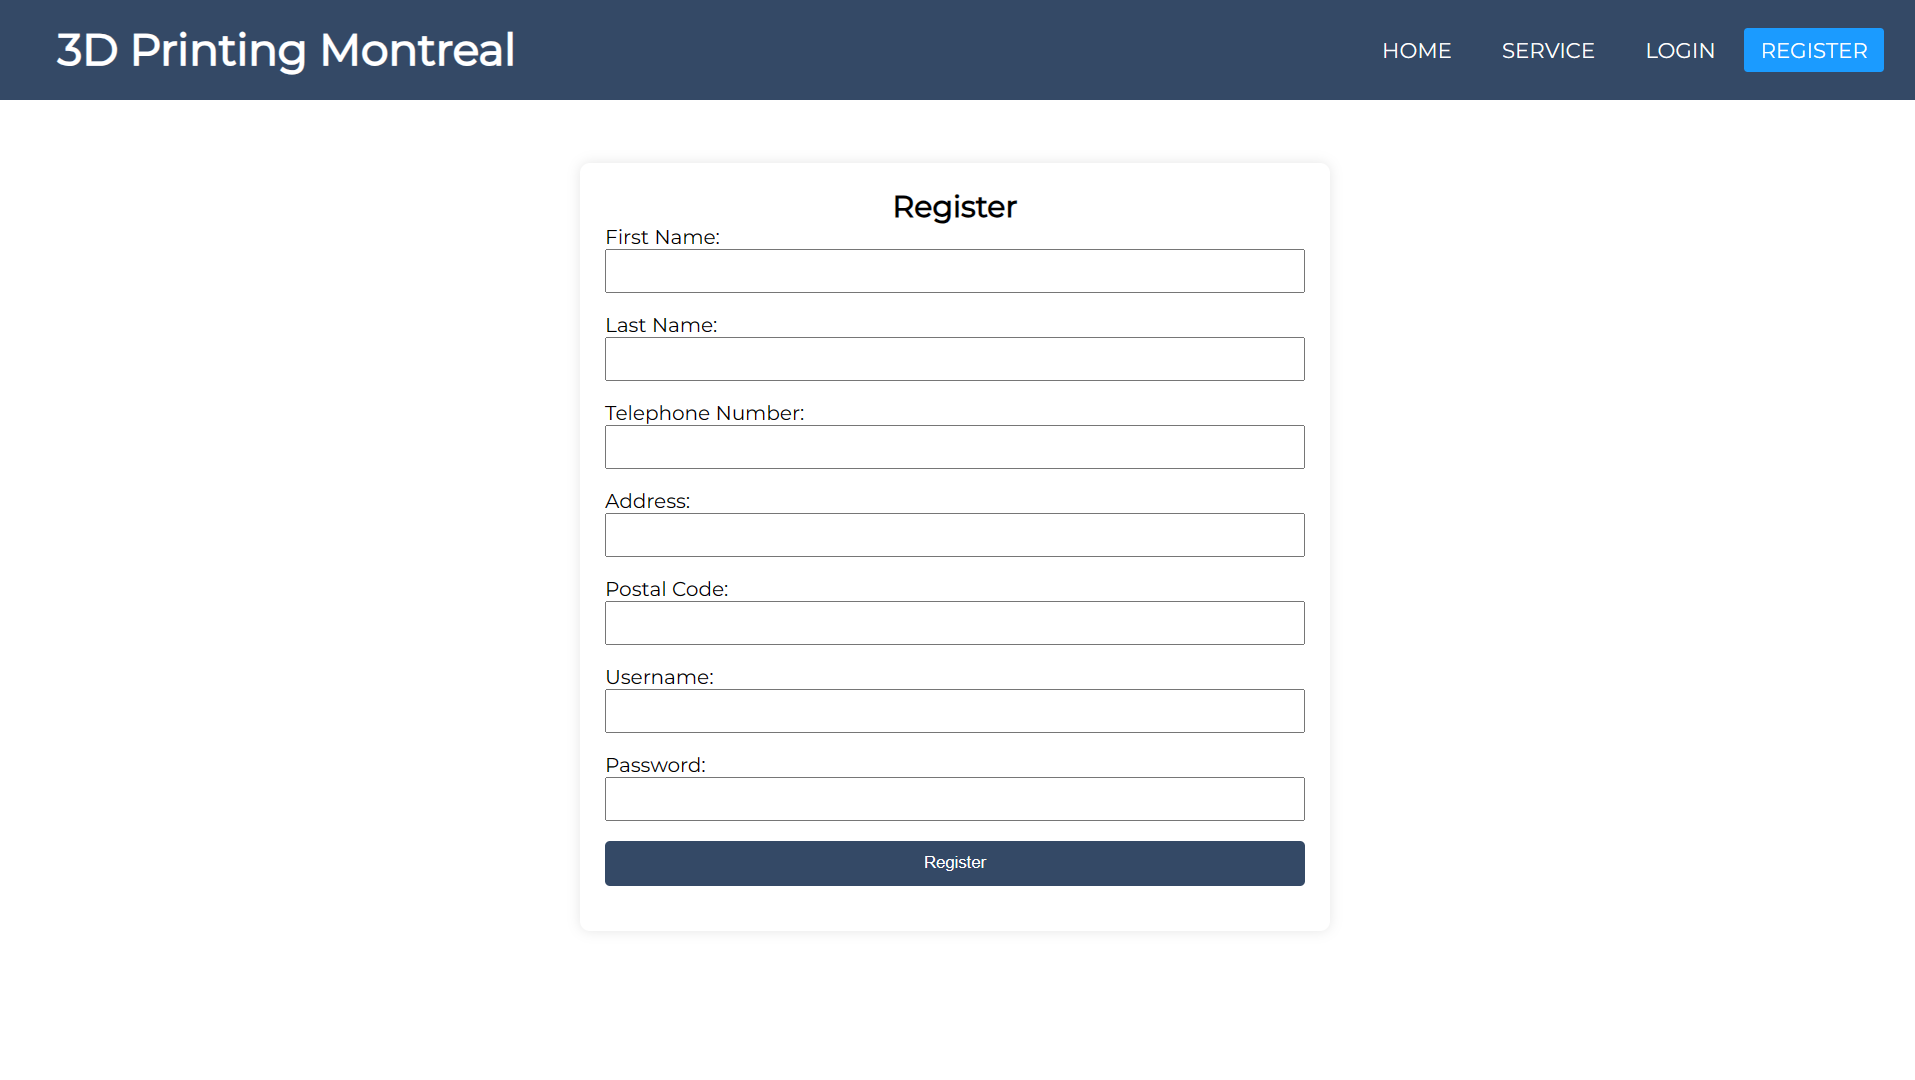 3D Printing Montreal
HOME SERVICE LOGIN REGISTER
Register
First Name:
Last Name:
Telephone Number:
Address:
Postal Code:
Username:
Password:
Register